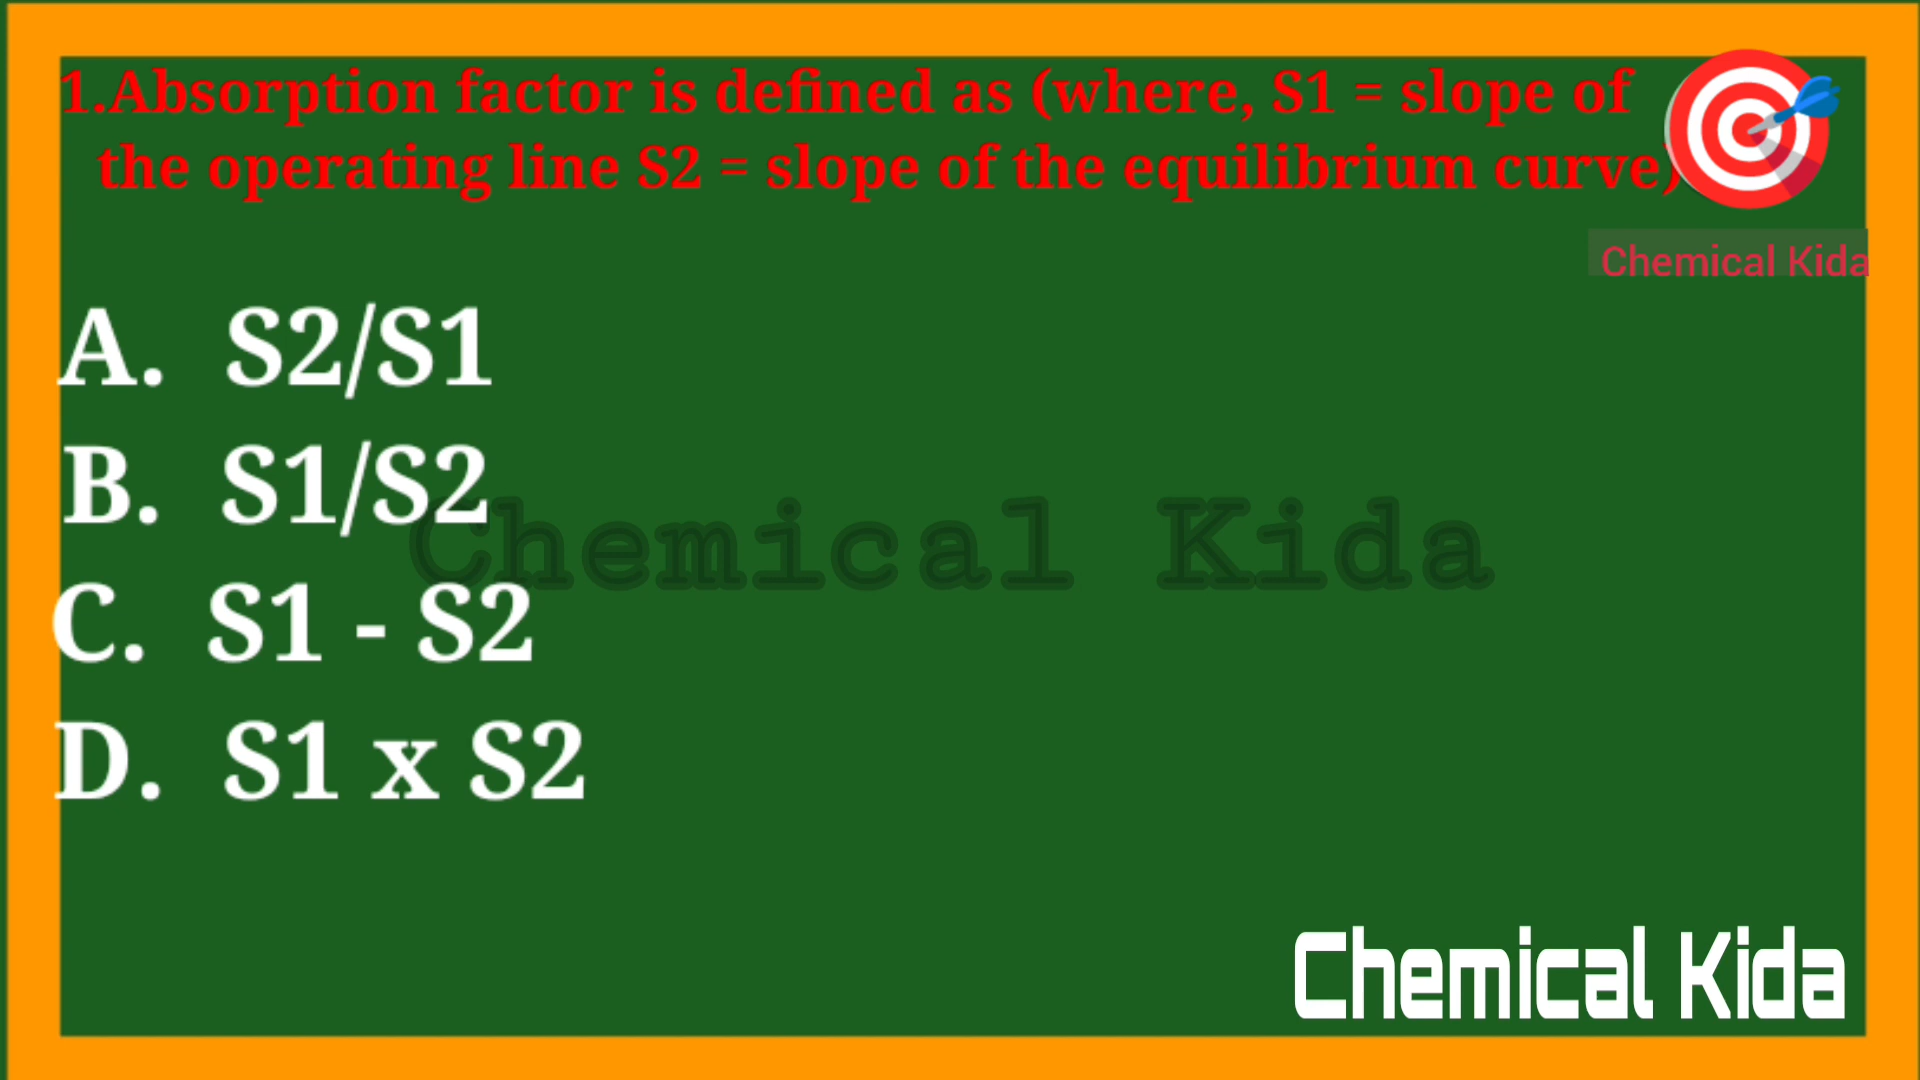 1.Absorption factor is defined as (where, S1 = slope of
the operating line S2 = slope of the equilibrium curve)
Chemical Kida
A. S2/S1
B. S1/S2
Chemical Kida
C. S1 - S2
D. S1 x S2
Chemical Kida